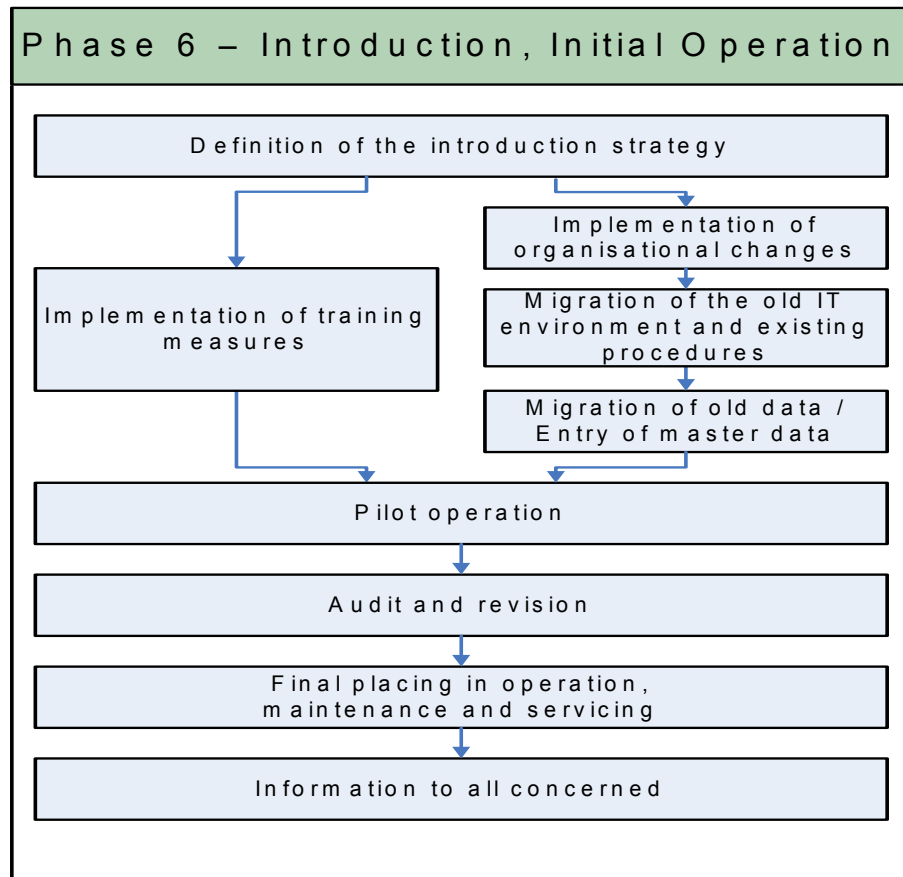 Phase 6 – Introduction, Initial Operation
Definition of the introduction strategy
Implementation of training
measures
Implementation of
organisational changes
Migration of the old IT
environment and existing
procedures
Migration of old data /
Entry of master data
Pilot operation
Audit and revision
Final placing in operation,
maintenance and servicing
Information to all concerned